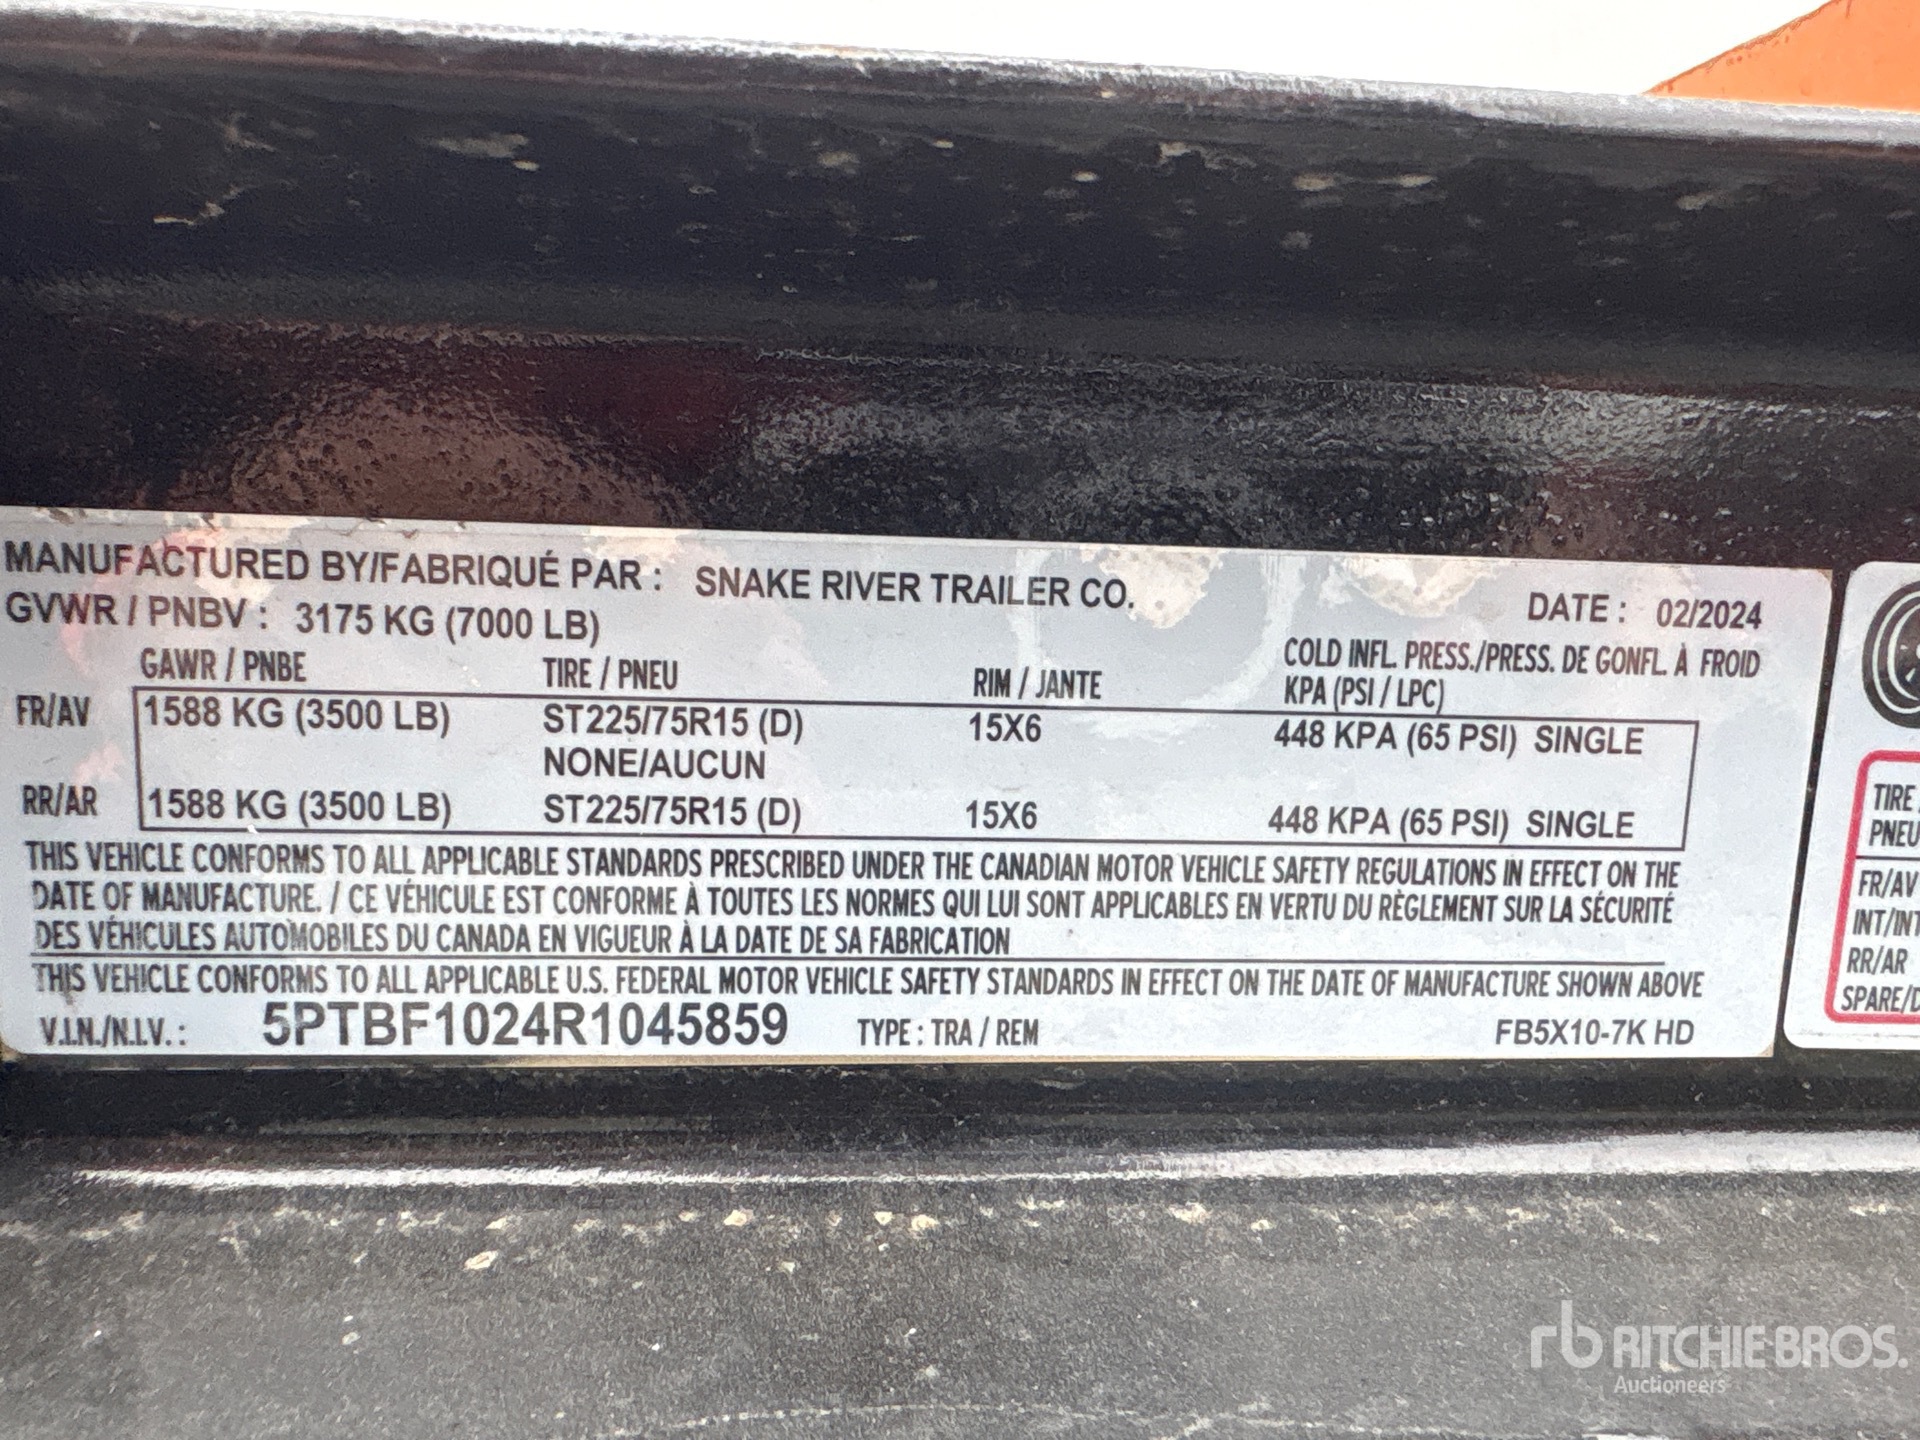 MANUFACTURED BY/FABRIQUÉ PAR : SNAKE RIVER TRAILER CO. DATE : 02/2024
GVWR / PNBV : 3175 KG (7000 LB)
GAWR / PNBE TIRE / PNEU RIM / JANTE COLD INFL. PRESS./PRESS. DE GONFL. À FROID
KPA (PSI / LPC)
FR/AV 1588 KG (3500 LB) ST225/75R15 (D) 15X6 448 KPA (65 PSI) SINGLE
NONE/AUCUN
RR/AR 1588 KG (3500 LB) ST225/75R15 (D) 15X6 448 KPA (65 PSI) SINGLE
THIS VEHICLE CONFORMS TO ALL APPLICABLE STANDARDS PRESCRIBED UNDER THE CANADIAN MOTOR VEHICLE SAFETY REGULATIONS IN EFFECT ON THE
DATE OF MANUFACTURE. / CE VÉHICULE EST CONFORME À TOUTES LES NORMES QUI LUI SONT APPLICABLES EN VERTU DU RÈGLEMENT SUR LA SÉCURITÉ
DES VÉHICULES AUTOMOBILES DU CANADA EN VIGUEUR À LA DATE DE SA FABRICATION
THIS VEHICLE CONFORMS TO ALL APPLICABLE U.S. FEDERAL MOTOR VEHICLE SAFETY STANDARDS IN EFFECT ON THE DATE OF MANUFACTURE SHOWN ABOVE
V.I.N./N.I.V. : 5PTBF1024R1045859 TYPE : TRA / REM FB5X10-7K HD
TIRE
PNEU
FR/AV
INT/INT
RR/AR
SPARE/D
rb RITCHIE BROS.
Auctioneers